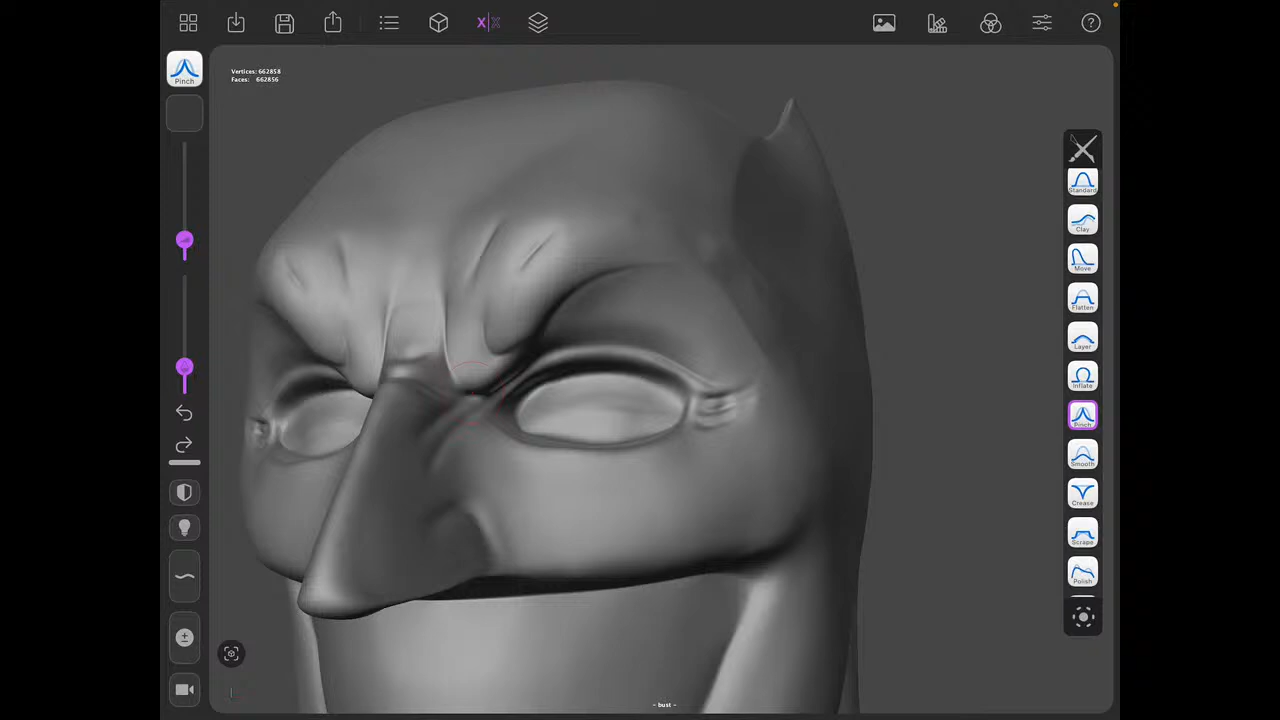 Vertices: 662858
Faces: 662856
Pinch
Standard
Clay
Move
Flatten
Layer
Inflate
Pinch
Smooth
Crease
Scrape
Polish
~ bust ~